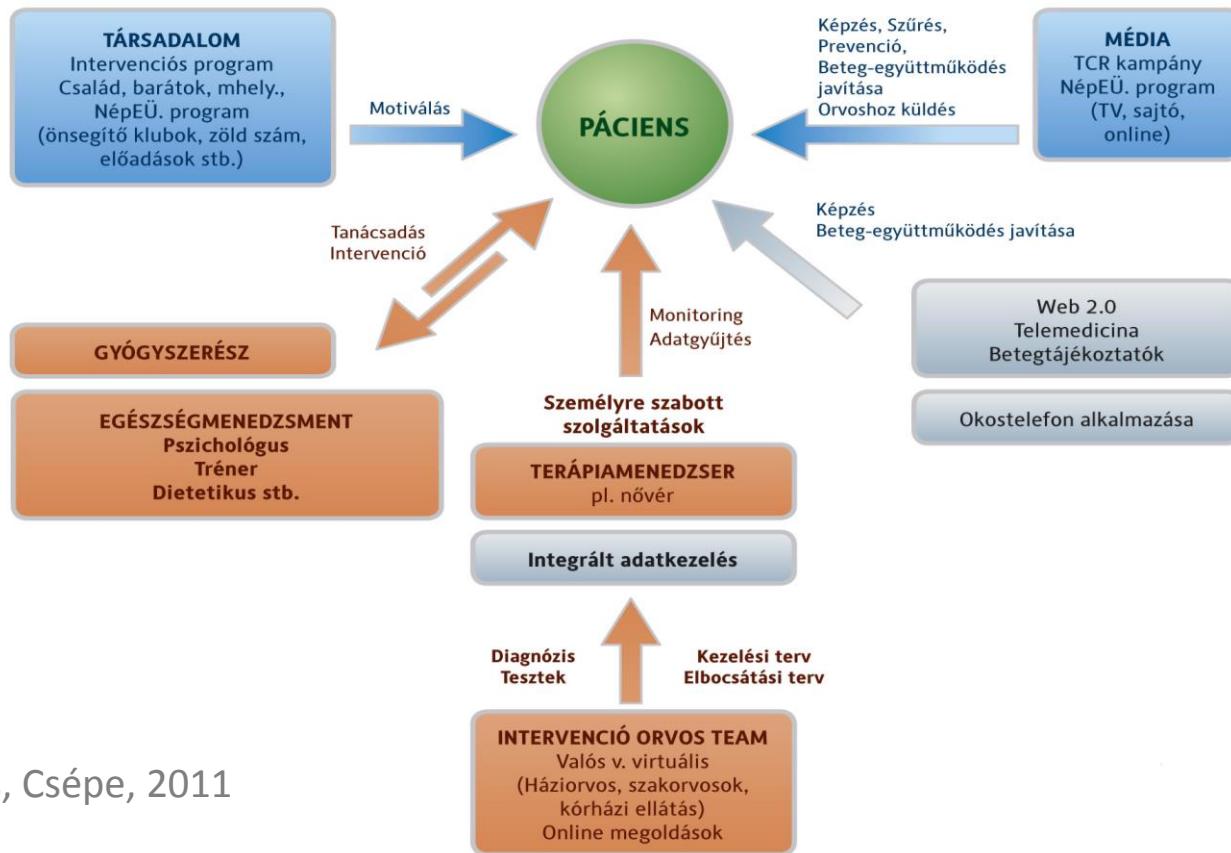 TÁRSADALOM
Intervenciós program
Család, barátok, mhely.,
NépEÜ. program
(önsegítő klubok, zöld szám,
előadások stb.)
Motiválás
PÁCIENS
Képzés, Szűrés,
Prevenció,
Beteg-együttműködés
javítása
Orvoshoz küldés
MÉDIA
TCR kampány
NépEÜ. program
(TV, sajtó,
online)
Tanácsadás
Intervenció
Képzés
Beteg-együttműködés javítása
Monitoring
Adatgyűjtés
Web 2.0
Telemedicina
Betegtájékoztatók
Okostelefon alkalmazása
GYÓGYSZERÉSZ
EGÉSZSÉGMENEDZSMENT
Pszichológus
Tréner
Dietetikus stb.
Személyre szabott
szolgáltatások
TERÁPIAMENEDZSER
pl. nővér
Integrált adatkezelés
Diagnózis
Tesztek
Kezelési terv
Elbocsátási terv
INTERVENCIÓ ORVOS TEAM
Valós v. virtuális
(Háziorvos, szakorvosok,
kórházi ellátás)
Online megoldások
, Csépe, 2011